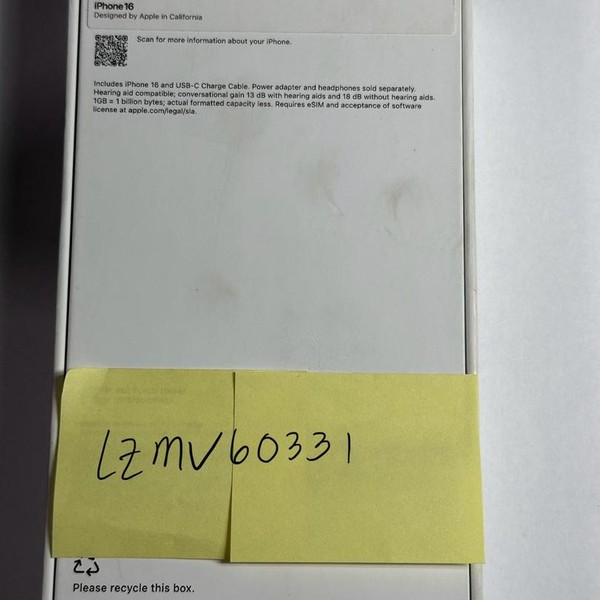 iPhone 16
Designed by Apple in California
Scan for more information about your iPhone.
Includes iPhone 16 and USB-C Charge Cable. Power adapter and headphones sold separately.
Hearing aid compatible; conversational gain 13 dB with hearing aids and 18 dB without hearing aids.
1GB = 1 billion bytes; actual formatted capacity less. Requires eSIM and acceptance of software
license at apple.com/legal/sla.
LZMV60331
Please recycle this box.